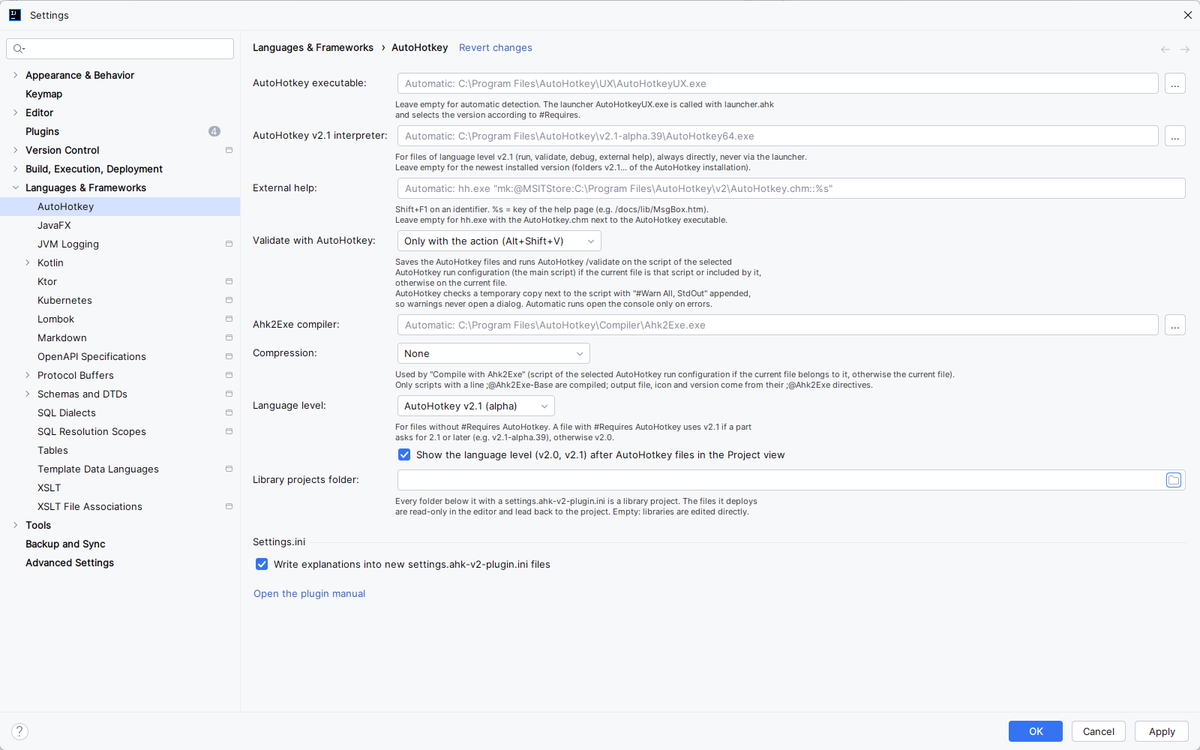 Settings
Languages & Frameworks › AutoHotkey Revert changes
Appearance & Behavior
Keymap
Editor
Plugins 4
Version Control
Build, Execution, Deployment
Languages & Frameworks
AutoHotkey
JavaFX
JVM Logging
Kotlin
Ktor
Kubernetes
Lombok
Markdown
OpenAPI Specifications
Protocol Buffers
Schemas and DTDs
SQL Dialects
SQL Resolution Scopes
Tables
Template Data Languages
XSLT
XSLT File Associations
Tools
Backup and Sync
Advanced Settings
AutoHotkey executable: Automatic: C:\Program Files\AutoHotkey\UX\AutoHotkeyUX.exe ...
Leave empty for automatic detection. The launcher AutoHotkeyUX.exe is called with launcher.ahk
and selects the version according to #Requires.
AutoHotkey v2.1 interpreter: Automatic: C:\Program Files\AutoHotkey\v2.1-alpha.39\AutoHotkey64.exe ...
For files of language level v2.1 (run, validate, debug, external help), always directly, never via the launcher.
Leave empty for the newest installed version (folders v2.1... of the AutoHotkey installation).
External help: Automatic: hh.exe "mk:@MSITStore:C:\Program Files\AutoHotkey\v2\AutoHotkey.chm::%s"
Shift+F1 on an identifier. %s = key of the help page (e.g. /docs/lib/MsgBox.htm).
Leave empty for hh.exe with the AutoHotkey.chm next to the AutoHotkey executable.
Validate with AutoHotkey: Only with the action (Alt+Shift+V)
Saves the AutoHotkey files and runs AutoHotkey /validate on the script of the selected
AutoHotkey run configuration (the main script) if the current file is that script or included by it,
otherwise on the current file.
AutoHotkey checks a temporary copy next to the script with "#Warn All, StdOut" appended,
so warnings never open a dialog. Automatic runs open the console only on errors.
Ahk2Exe compiler: Automatic: C:\Program Files\AutoHotkey\Compiler\Ahk2Exe.exe ...
Compression: None
Used by "Compile with Ahk2Exe" (script of the selected AutoHotkey run configuration if the current file belongs to it, otherwise the current file).
Only scripts with a line ;@Ahk2Exe-Base are compiled; output file, icon and version come from their ;@Ahk2Exe directives.
Language level: AutoHotkey v2.1 (alpha)
For files without #Requires AutoHotkey. A file with #Requires AutoHotkey uses v2.1 if a part
asks for 2.1 or later (e.g. v2.1-alpha.39), otherwise v2.0.
Show the language level (v2.0, v2.1) after AutoHotkey files in the Project view
Library projects folder:
Every folder below it with a settings.ahk-v2-plugin.ini is a library project. The files it deploys
are read-only in the editor and lead back to the project. Empty: libraries are edited directly.
Settings.ini
Write explanations into new settings.ahk-v2-plugin.ini files
Open the plugin manual
? OK Cancel Apply